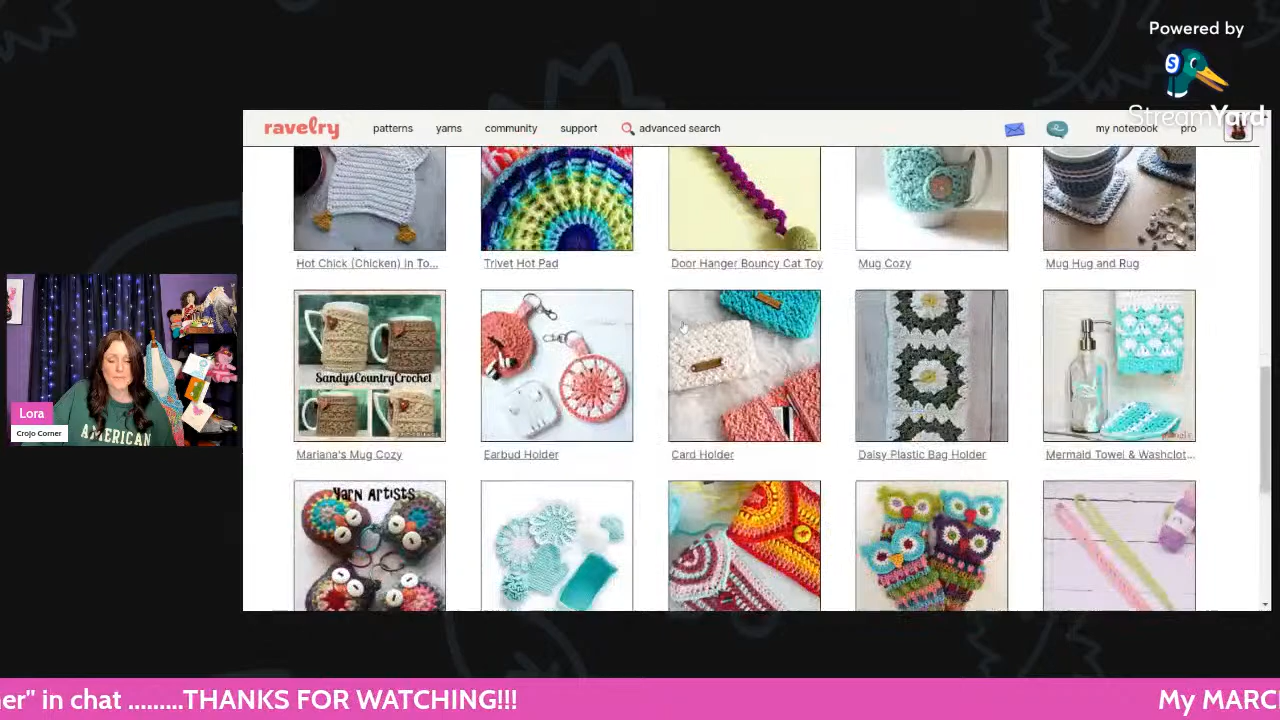 Powered by
StreamYard
ravelry
patterns
yarns
community
support
advanced search
my notebook
pro
Hot Chick (Chicken) in To...
Trivet Hot Pad
Door Hanger Bouncy Cat Toy
Mug Cozy
Mug Hug and Rug
SandysCountryCrochet
Mariana's Mug Cozy
Earbud Holder
Card Holder
Daisy Plastic Bag Holder
Mermaid Towel & Washclot...
Yarn Artists
Lora
Crojo Corner
AMERICAN
er" in chat .........THANKS FOR WATCHING!!!
My MARC